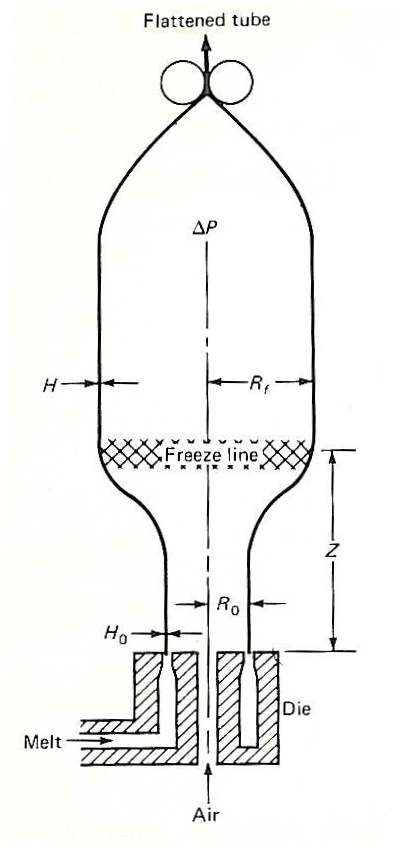 Flattened tube
ΔP
H
R_f
Freeze line
Z
R_0
H_0
Die
Melt
Air